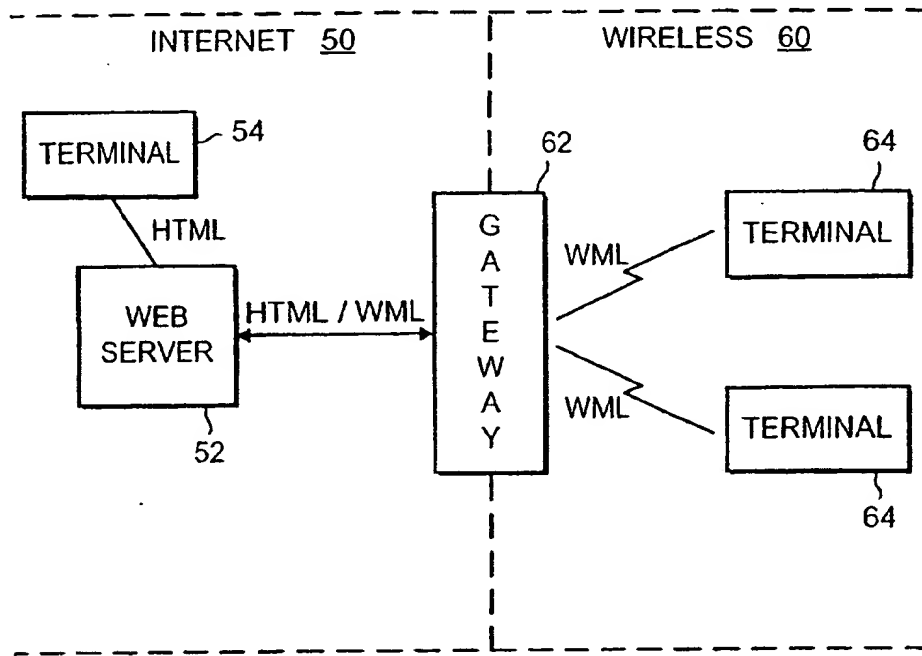 INTERNET 50
WIRELESS 60
TERMINAL
54
HTML
WEB
SERVER
52
HTML / WML
62
GATEWAY
WML
WML
64
TERMINAL
TERMINAL
64